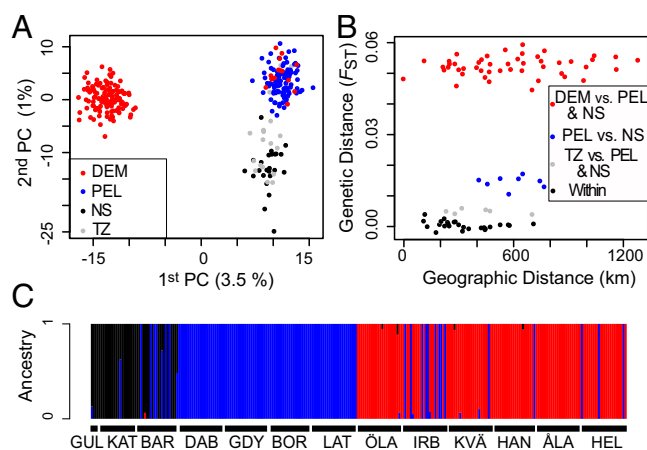 A
2nd PC (1%)
10
0
-10
-25
DEM
PEL
NS
TZ
-15
0
15
1st PC (3.5 %)
B
Genetic Distance (FST)
0.06
0.03
0.00
DEM vs. PEL
& NS
PEL vs. NS
TZ vs. PEL
& NS
Within
0
600
1200
Geographic Distance (km)
C
Ancestry
1
0
GUL KAT BAR DAB GDY BOR LAT ÖLA IRB KVÄ HAN ÅLA HEL